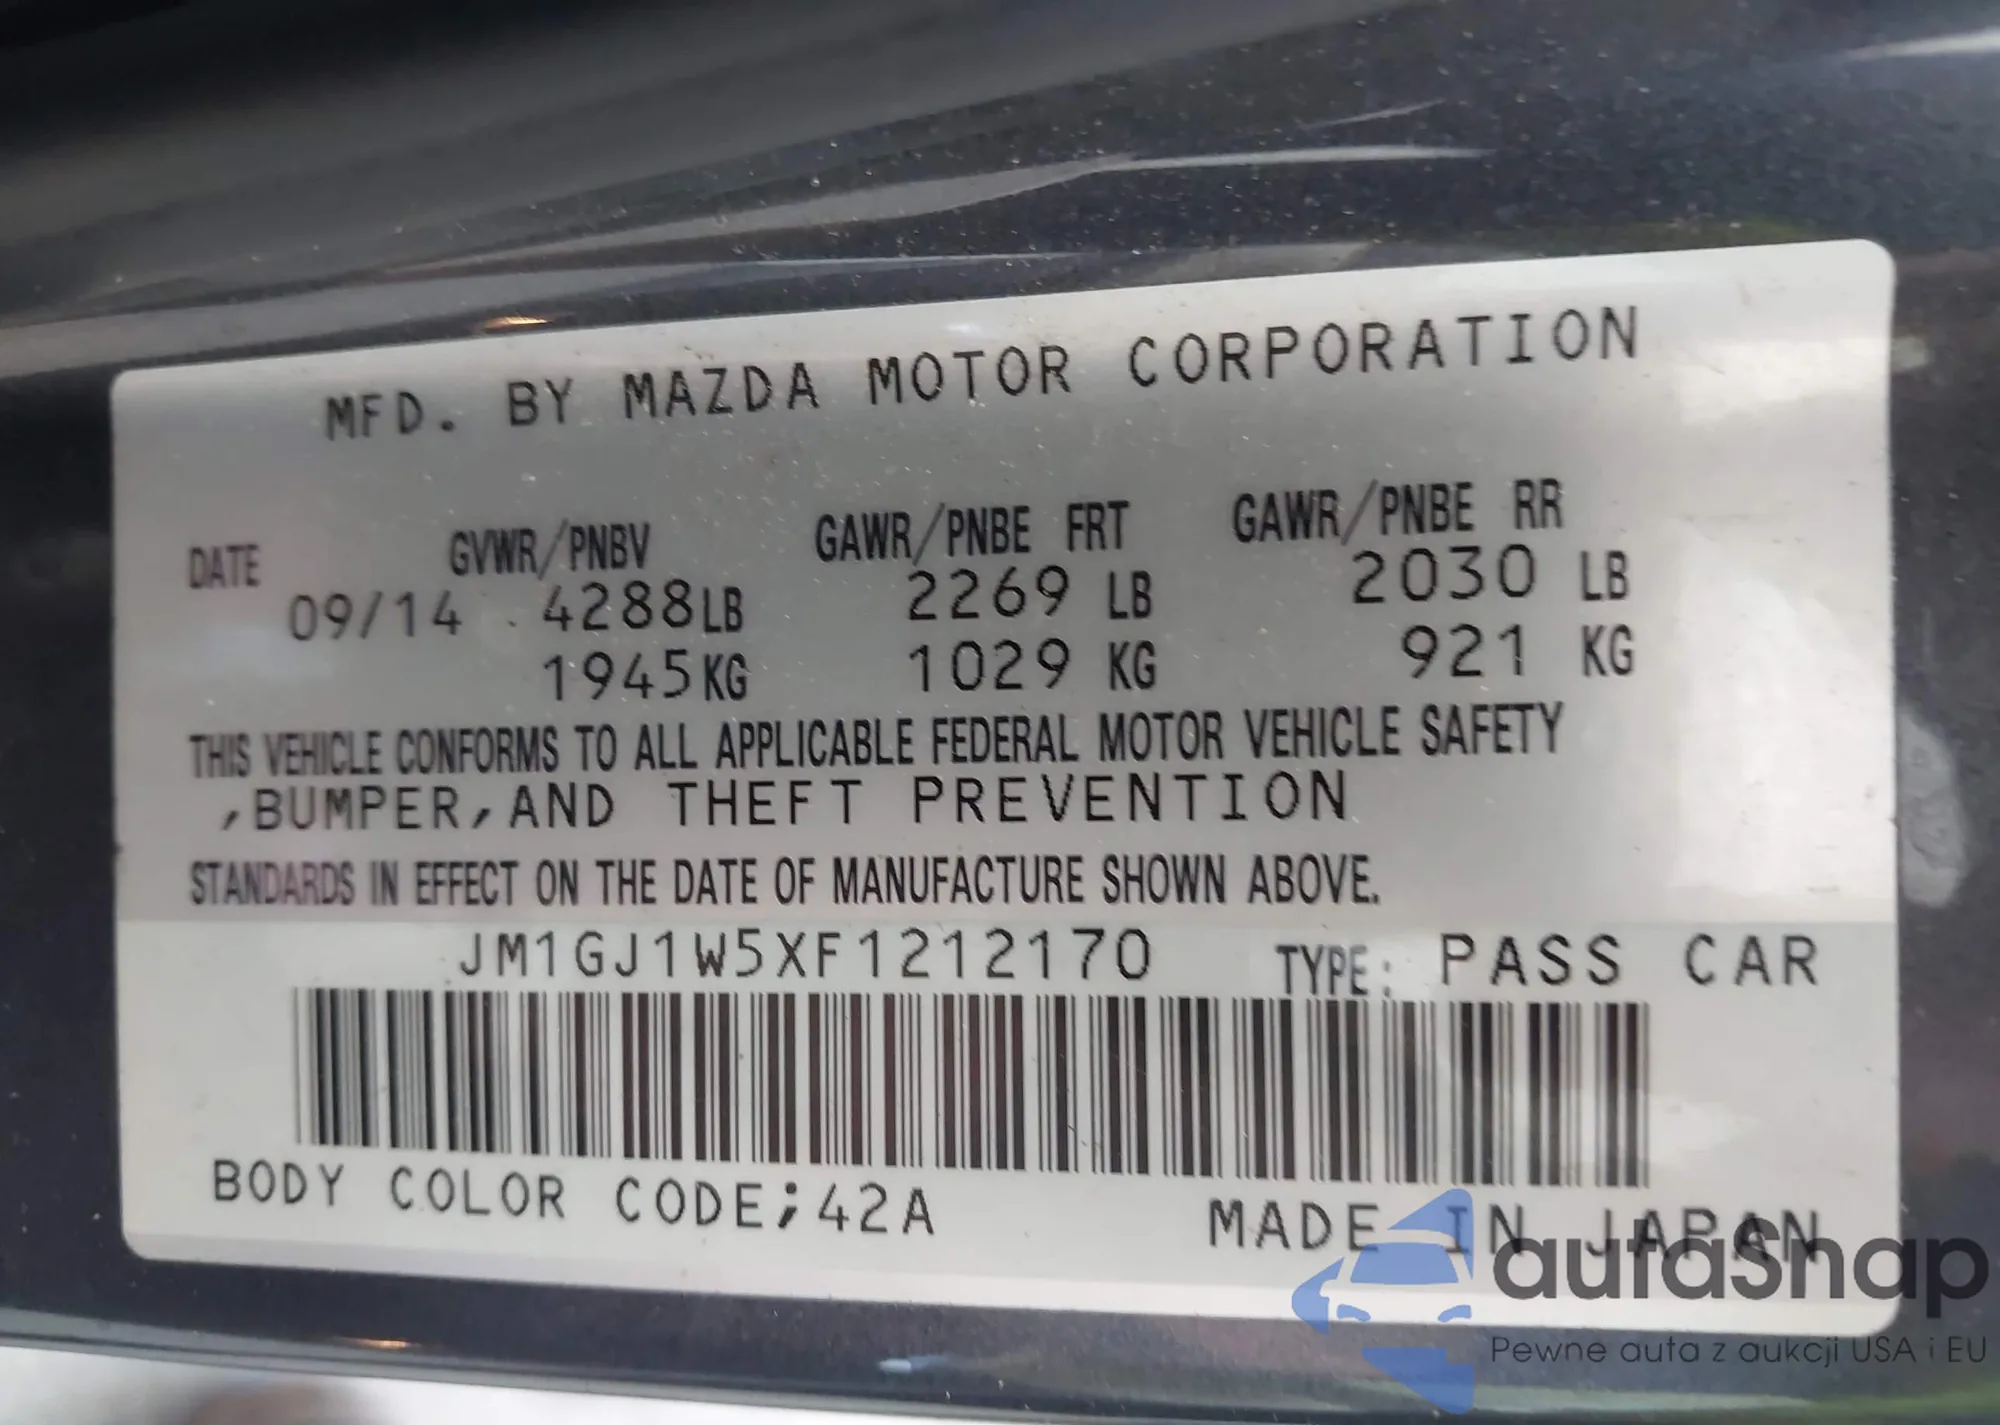 MFD. BY MAZDA MOTOR CORPORATION
DATE GVWR/PNBV GAWR/PNBE FRT GAWR/PNBE RR
09/14 4288LB 2269 LB 2030 LB
1945KG 1029 KG 921 KG
THIS VEHICLE CONFORMS TO ALL APPLICABLE FEDERAL MOTOR VEHICLE SAFETY
,BUMPER,AND THEFT PREVENTION
STANDARDS IN EFFECT ON THE DATE OF MANUFACTURE SHOWN ABOVE.
JM1GJ1W5XF1212170 TYPE: PASS CAR
BODY COLOR CODE;42A MADE IN JAPAN
autaSnap
Pewne auta z aukcji USA i EU